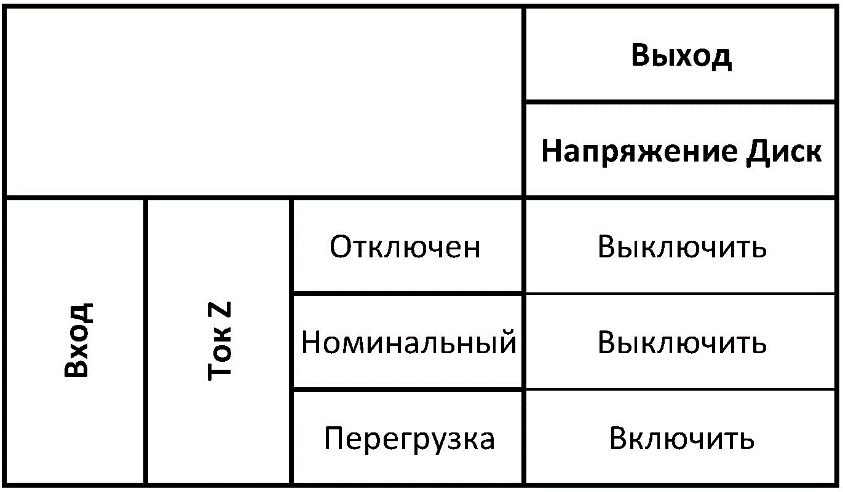 Выход
Напряжение Диск
Вход
Ток Z
Отключен
Выключить
Номинальный
Выключить
Перегрузка
Включить